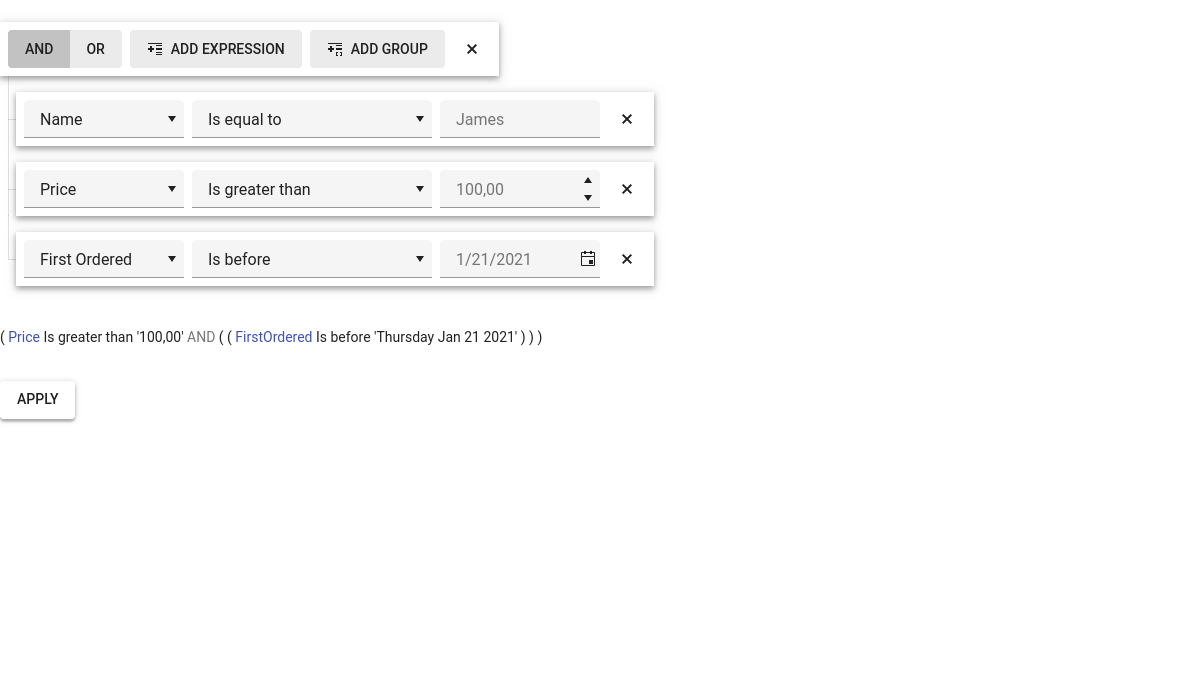 AND OR ADD EXPRESSION ADD GROUP
Name Is equal to James
Price Is greater than 100,00
First Ordered Is before 1/21/2021
( Price Is greater than '100,00' AND ( ( FirstOrdered Is before 'Thursday Jan 21 2021' ) ) )
APPLY